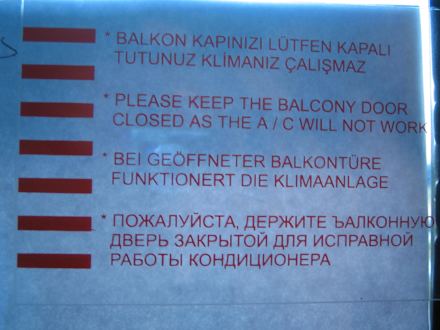 * BALKON KAPINIZI LÜTFEN KAPALI
TUTUNUZ KLİMANIZ ÇALIŞMAZ
* PLEASE KEEP THE BALCONY DOOR
CLOSED AS THE A / C WILL NOT WORK
* BEI GEÖFFNETER BALKONTÜRE
FUNKTIONERT DIE KLIMAANLAGE
* ПОЖАЛУЙСТА, ДЕРЖИТЕ ЪАЛКОННУЮ
ДВЕРЬ ЗАКРЫТОЙ ДЛЯ ИСПРАВНОЙ
РАБОТЫ КОНДИЦИОНЕРА